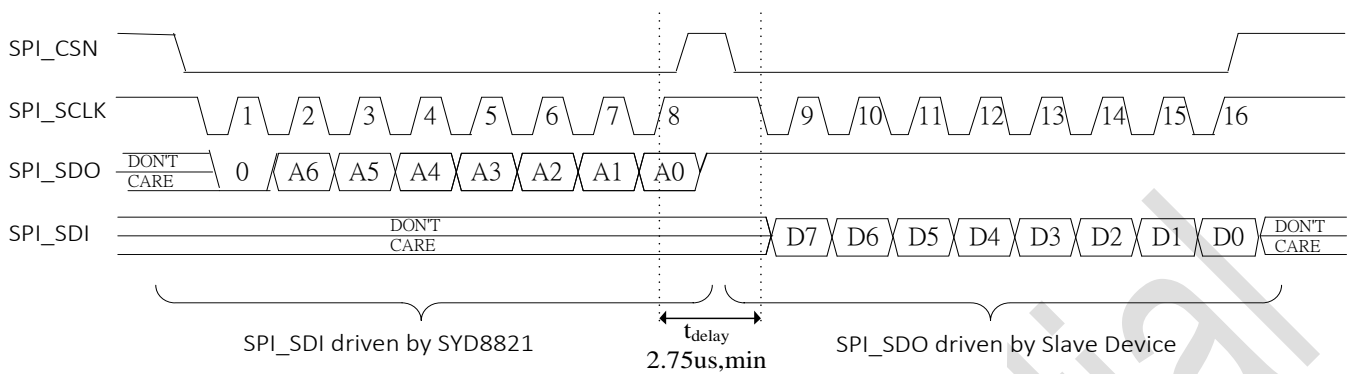 SPI_CSN
SPI_SCLK 1 2 3 4 5 6 7 8 9 10 11 12 13 14 15 16
SPI_SDO DON'T CARE 0 A6 A5 A4 A3 A2 A1 A0
SPI_SDI DON'T CARE D7 D6 D5 D4 D3 D2 D1 D0 DON'T CARE
SPI_SDI driven by SYD8821
tdelay
2.75us,min
SPI_SDO driven by Slave Device